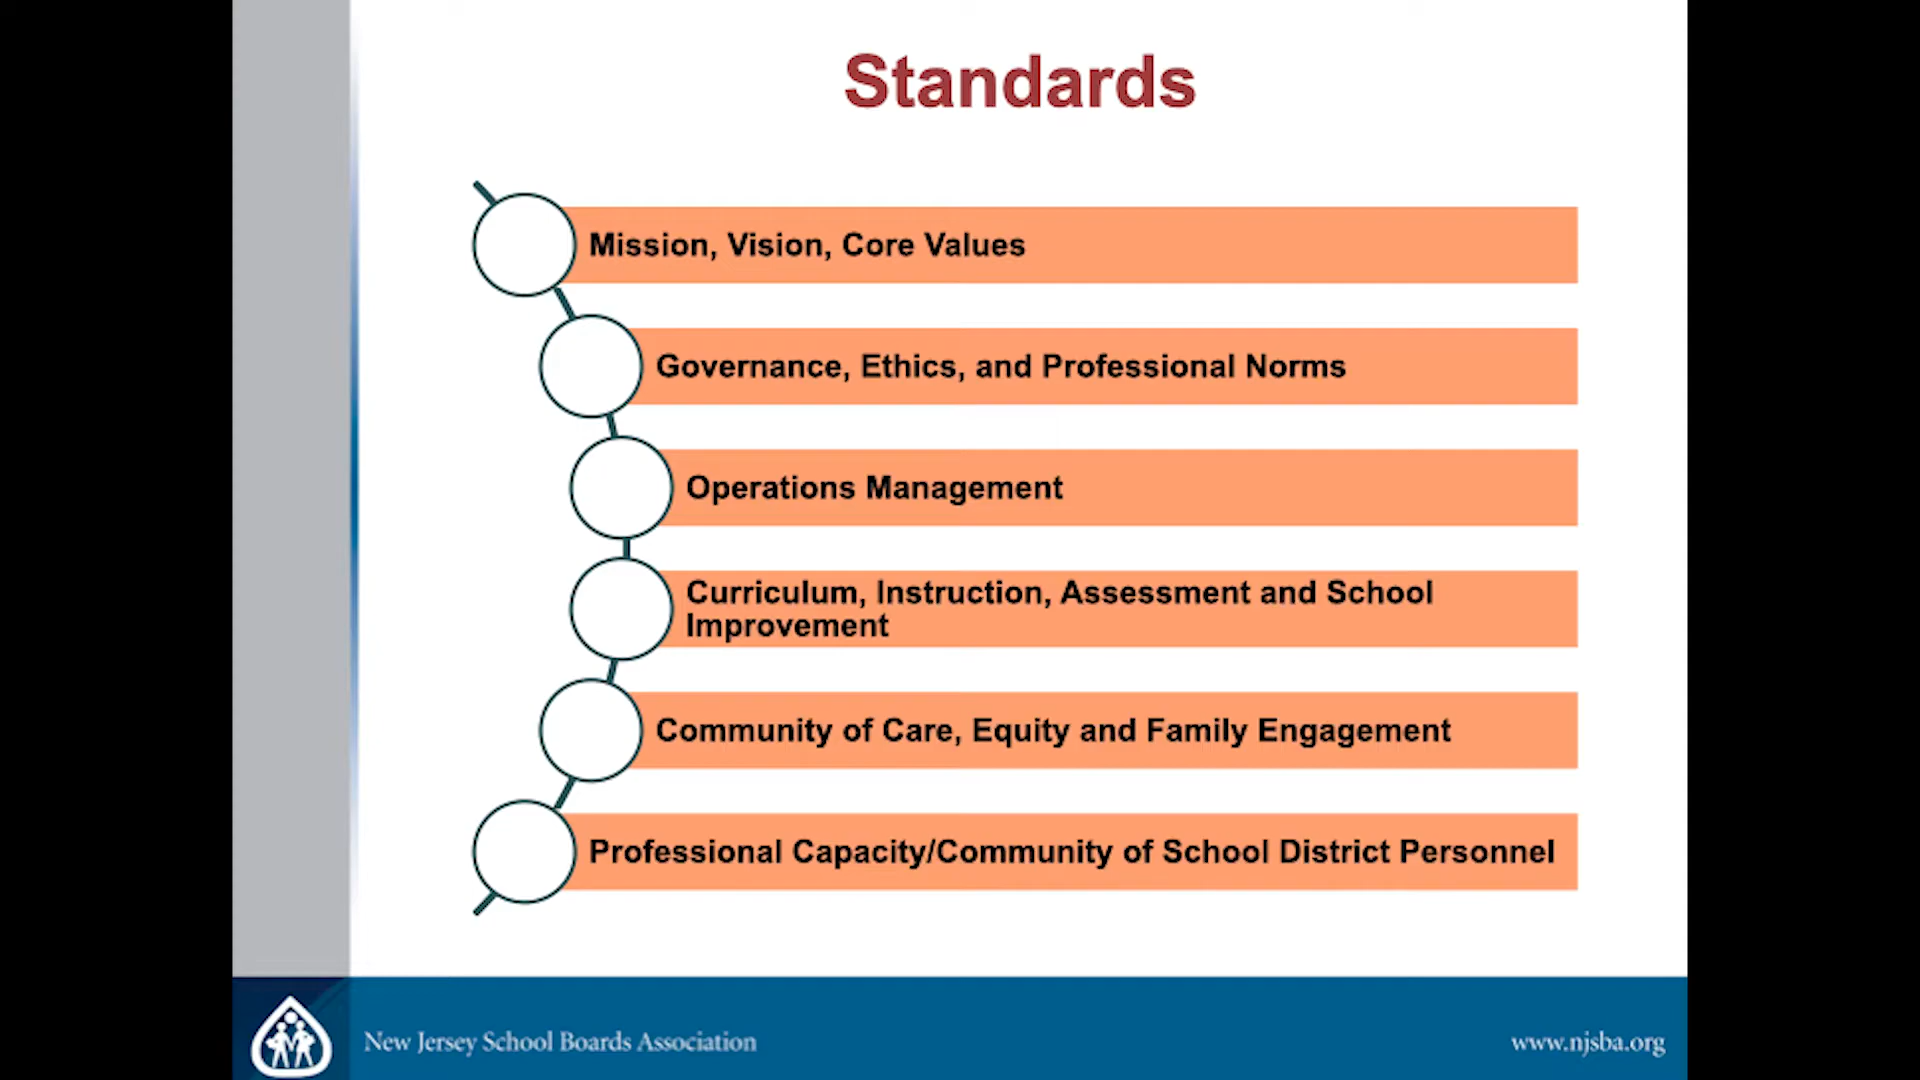 Standards
Mission, Vision, Core Values
Governance, Ethics, and Professional Norms
Operations Management
Curriculum, Instruction, Assessment and School
Improvement
Community of Care, Equity and Family Engagement
Professional Capacity/Community of School District Personnel
New Jersey School Boards Association
www.njsba.org